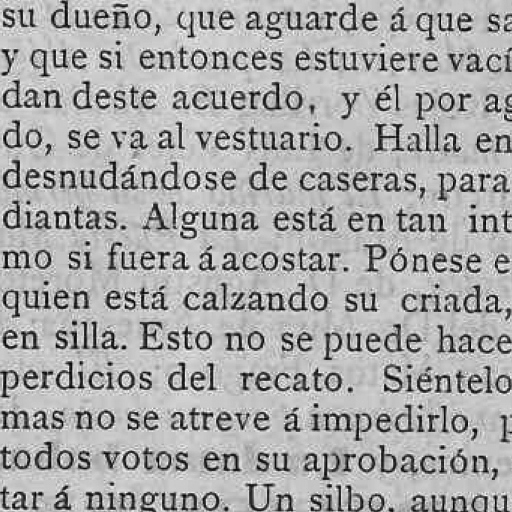 su dueño, que aguarde á que sa
y que si entonces estuviere vací
dan deste acuerdo, y él por ag
do, se va al vestuario. Halla en
desnudándose de caseras, para
diantas. Alguna está en tan int
mo si fuera á acostar. Pónese e
quien está calzando su criada,
en silla. Esto no se puede hace
perdicios del recato. Siéntelo
mas no se atreve á impedirlo, p
todos votos en su aprobación,
tar á ninguno. Un silbo, aunqu